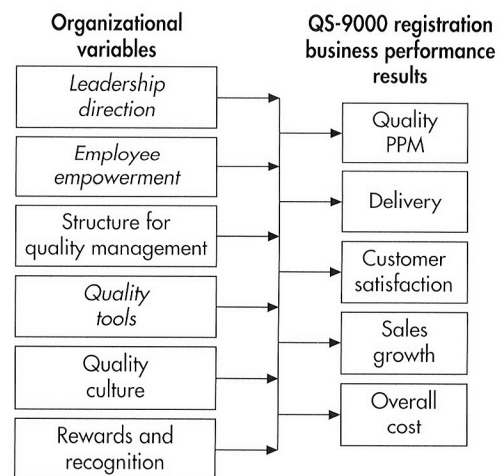 Organizational
variables
Leadership
direction
Employee
empowerment
Structure for
quality management
Quality
tools
Quality
culture
Rewards and
recognition
QS-9000 registration
business performance
results
Quality
PPM
Delivery
Customer
satisfaction
Sales
growth
Overall
cost